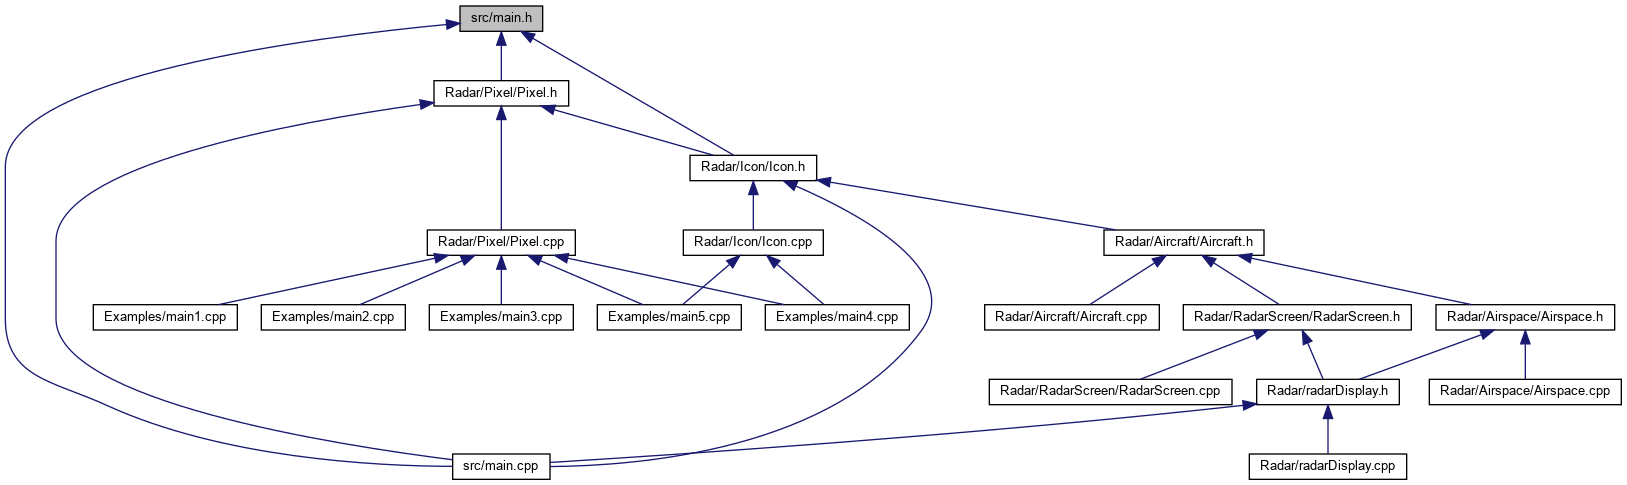 src/main.h
Radar/Pixel/Pixel.h
Radar/Icon/Icon.h
Radar/Pixel/Pixel.cpp
Radar/Icon/Icon.cpp
Radar/Aircraft/Aircraft.h
Examples/main1.cpp
Examples/main2.cpp
Examples/main3.cpp
Examples/main5.cpp
Examples/main4.cpp
Radar/Aircraft/Aircraft.cpp
Radar/RadarScreen/RadarScreen.h
Radar/Airspace/Airspace.h
Radar/RadarScreen/RadarScreen.cpp
Radar/radarDisplay.h
Radar/Airspace/Airspace.cpp
src/main.cpp
Radar/radarDisplay.cpp